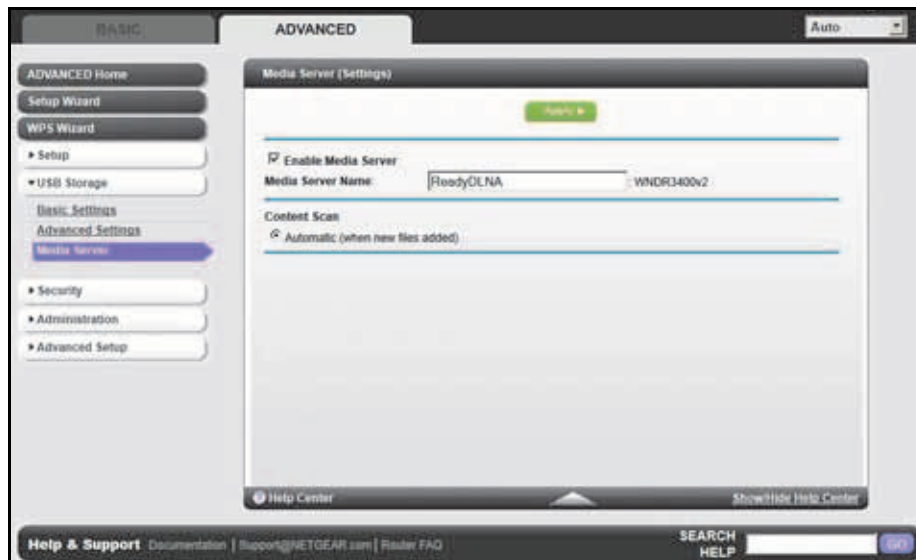 BASIC
ADVANCED
Auto
ADVANCED Home
Setup Wizard
WPS Wizard
Setup
USB Storage
Basic Settings
Advanced Settings
Media Server
Security
Administration
Advanced Setup
Media Server (Settings)
Apply
Enable Media Server
Media Server Name: ReadyDLNA : WNDR3400v2
Content Scan
Automatic (when new files added)
Help Center
Show/Hide Help Center
Help & Support Documentation | Support@NETGEAR.com | Router FAQ
SEARCH HELP
GO